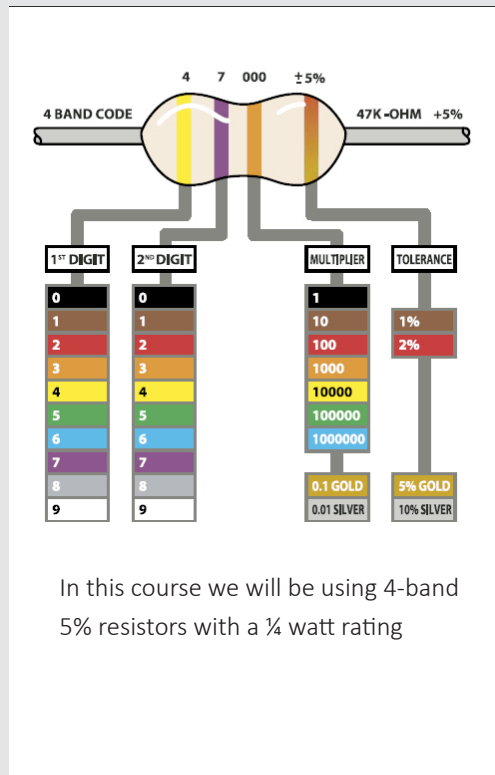 4 7 000 ±5%
4 BAND CODE 47K-OHM +5%
1ST DIGIT 2ND DIGIT MULTIPLIER TOLERANCE
0 0 1
1 1 10 1%
2 2 100 2%
3 3 1000
4 4 10000
5 5 100000
6 6 1000000
7 7
8 8 0.1 GOLD 5% GOLD
9 9 0.01 SILVER 10% SILVER
In this course we will be using 4-band
5% resistors with a ¼ watt rating